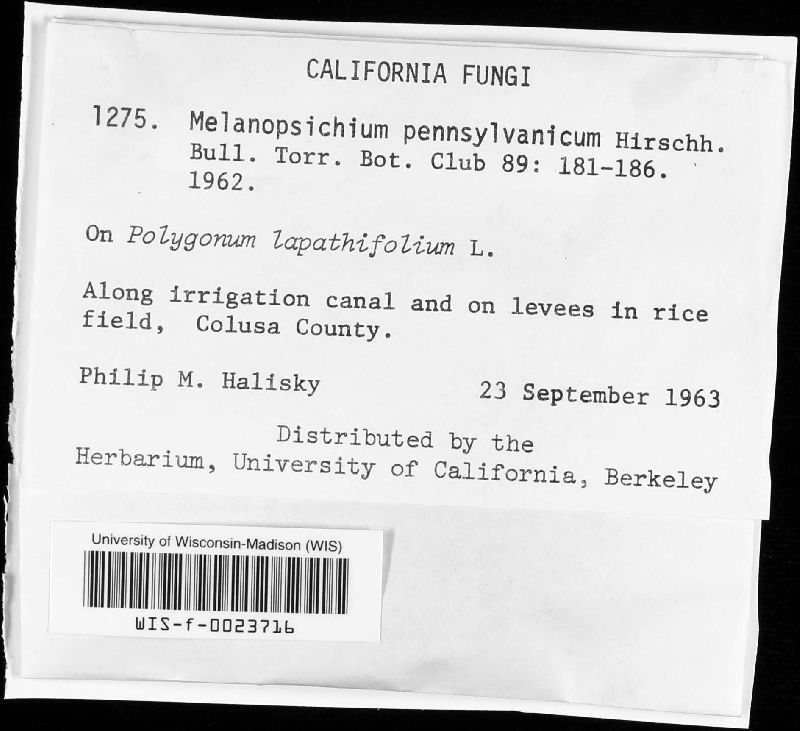 CALIFORNIA FUNGI
1275. Melanopsichium pennsylvanicum Hirschh.
Bull. Torr. Bot. Club 89: 181-186.
1962.
On Polygonum lapathifolium L.
Along irrigation canal and on levees in rice
field, Colusa County.
Philip M. Halisky 23 September 1963
Distributed by the
Herbarium, University of California, Berkeley
University of Wisconsin-Madison (WIS)
WIS-f-0023716